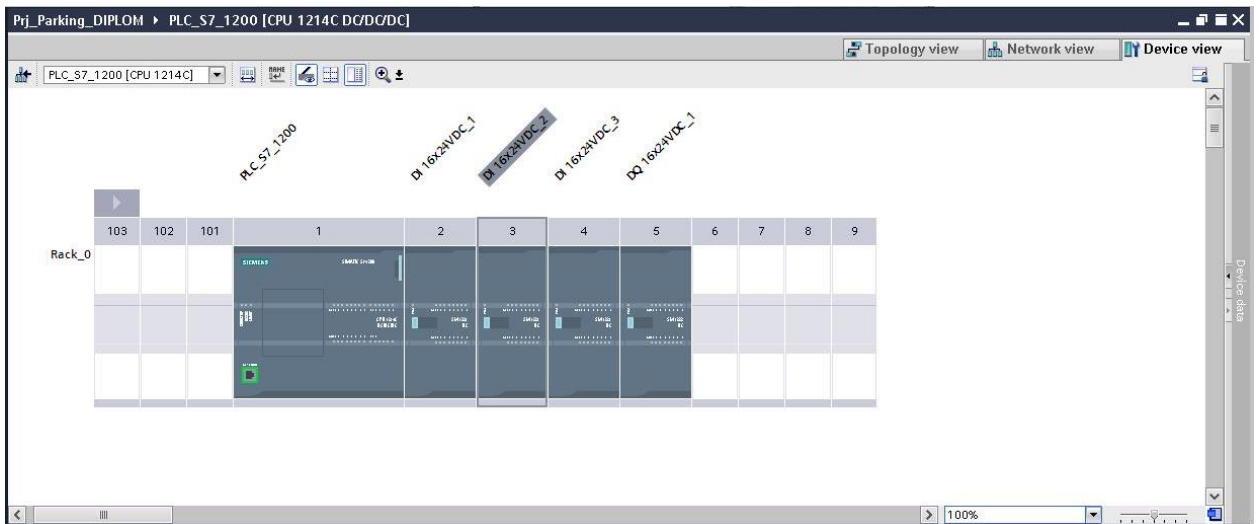 Prj_Parking_DIPLOM ▸ PLC_S7_1200 [CPU 1214C DC/DC/DC]
Topology view Network view Device view
PLC_S7_1200 [CPU 1214C]
PLC_S7_1200 DI 16x24VDC_1 DI 16x24VDC_2 DI 16x24VDC_3 DQ 16x24VDC_1
103 102 101 1 2 3 4 5 6 7 8 9
Rack_0
SIEMENS
Device data
100%